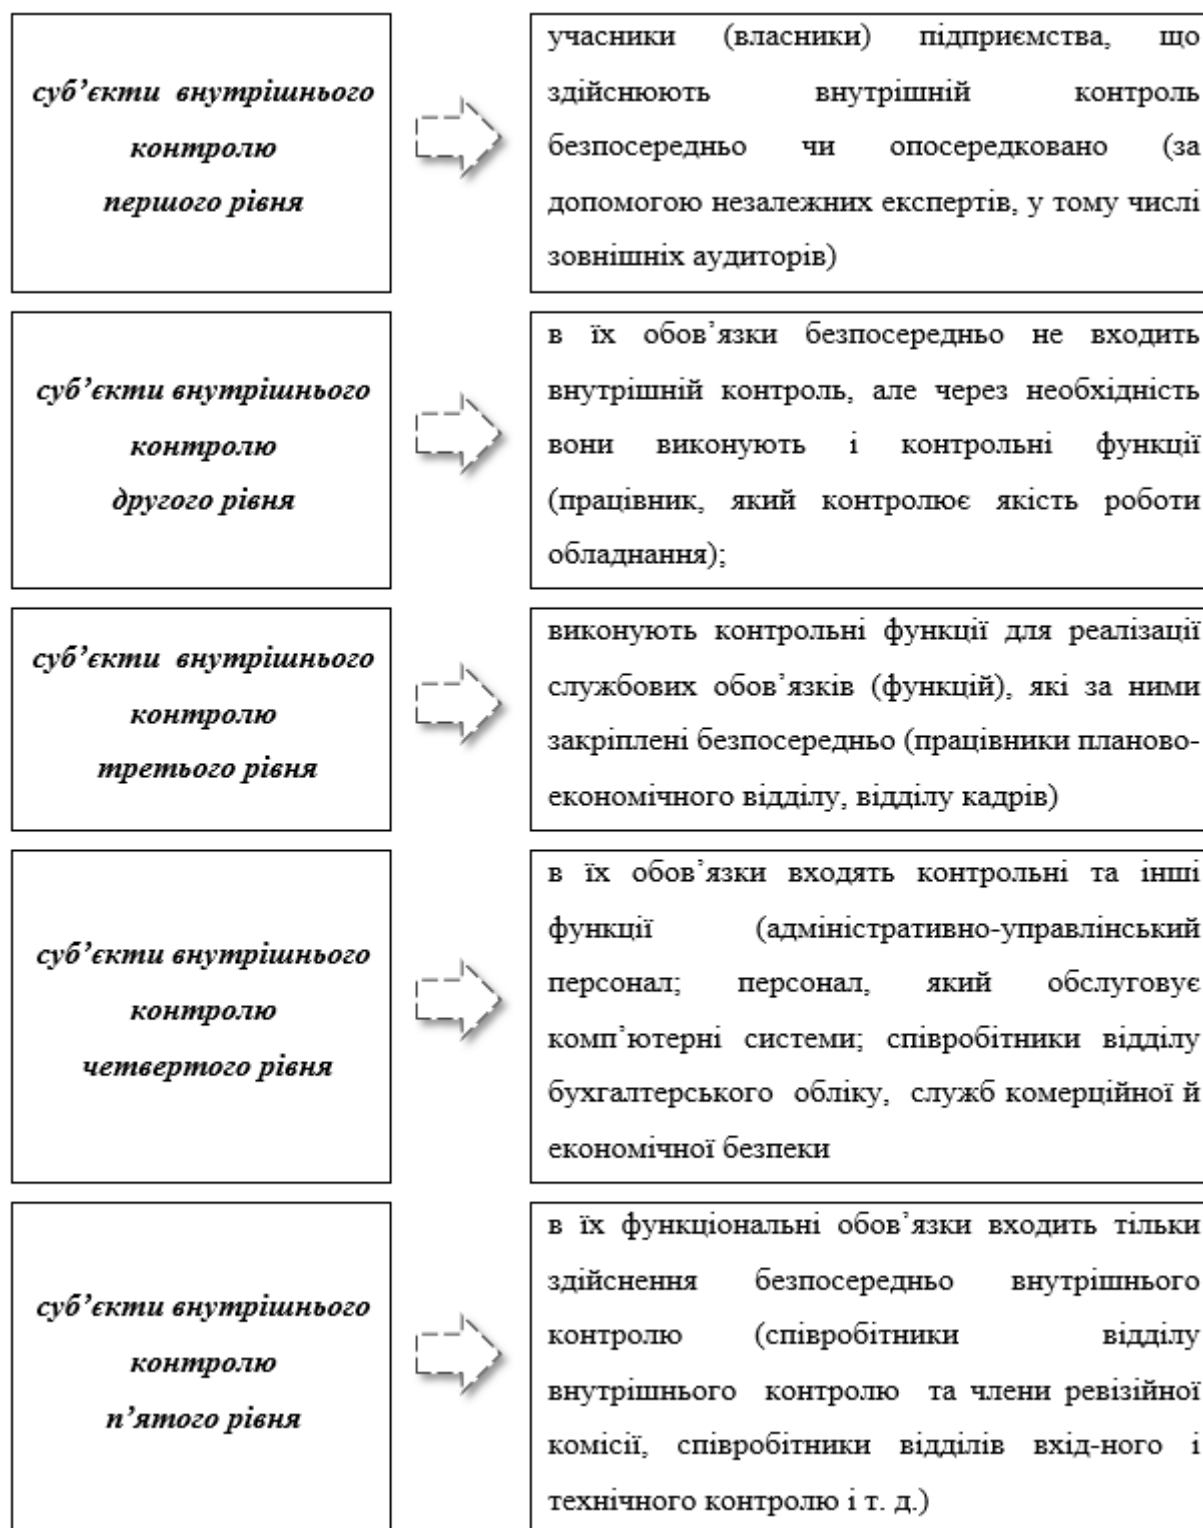 суб’єкти внутрішнього
контролю
першого рівня
учасники (власники) підприємства, що
здійснюють внутрішній контроль
безпосередньо чи опосередковано (за
допомогою незалежних експертів, у тому числі
зовнішніх аудиторів)
суб’єкти внутрішнього
контролю
другого рівня
в їх обов’язки безпосередньо не входить
внутрішній контроль, але через необхідність
вони виконують і контрольні функції
(працівник, який контролює якість роботи
обладнання);
суб’єкти внутрішнього
контролю
третього рівня
виконують контрольні функції для реалізації
службових обов’язків (функцій), які за ними
закріплені безпосередньо (працівники планово-
економічного відділу, відділу кадрів)
суб’єкти внутрішнього
контролю
четвертого рівня
в їх обов’язки входять контрольні та інші
функції (адміністративно-управлінський
персонал; персонал, який обслуговує
комп’ютерні системи; співробітники відділу
бухгалтерського обліку, служб комерційної й
економічної безпеки
суб’єкти внутрішнього
контролю
п’ятого рівня
в їх функціональні обов’язки входить тільки
здійснення безпосередньо внутрішнього
контролю (співробітники відділу
внутрішнього контролю та члени ревізійної
комісії, співробітники відділів вхід-ного і
технічного контролю і т. д.)